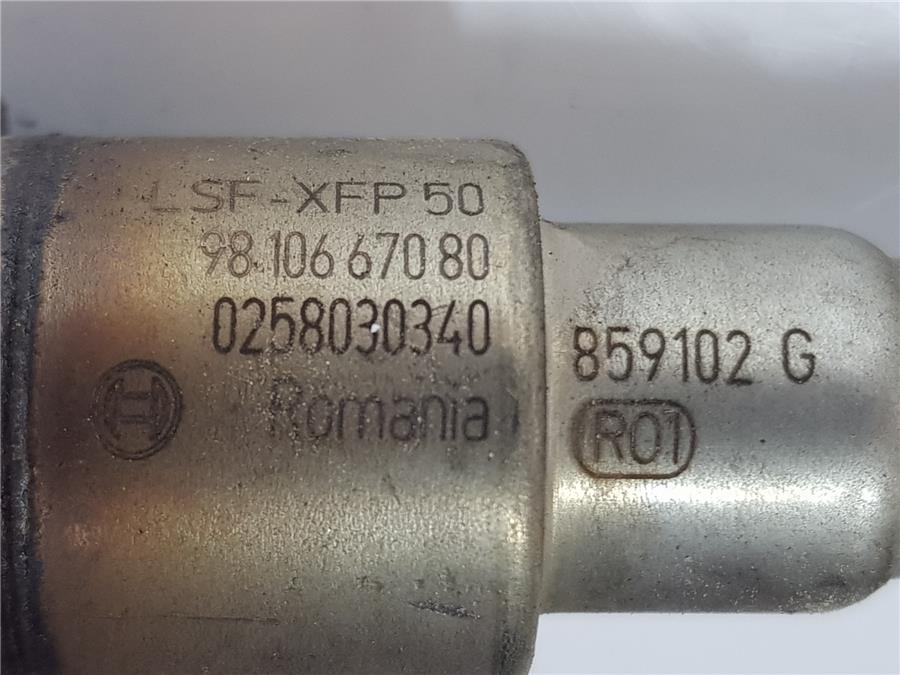 LSF-XFP 50
98 106 670 80
0258030340
Romania
859102 G
R01